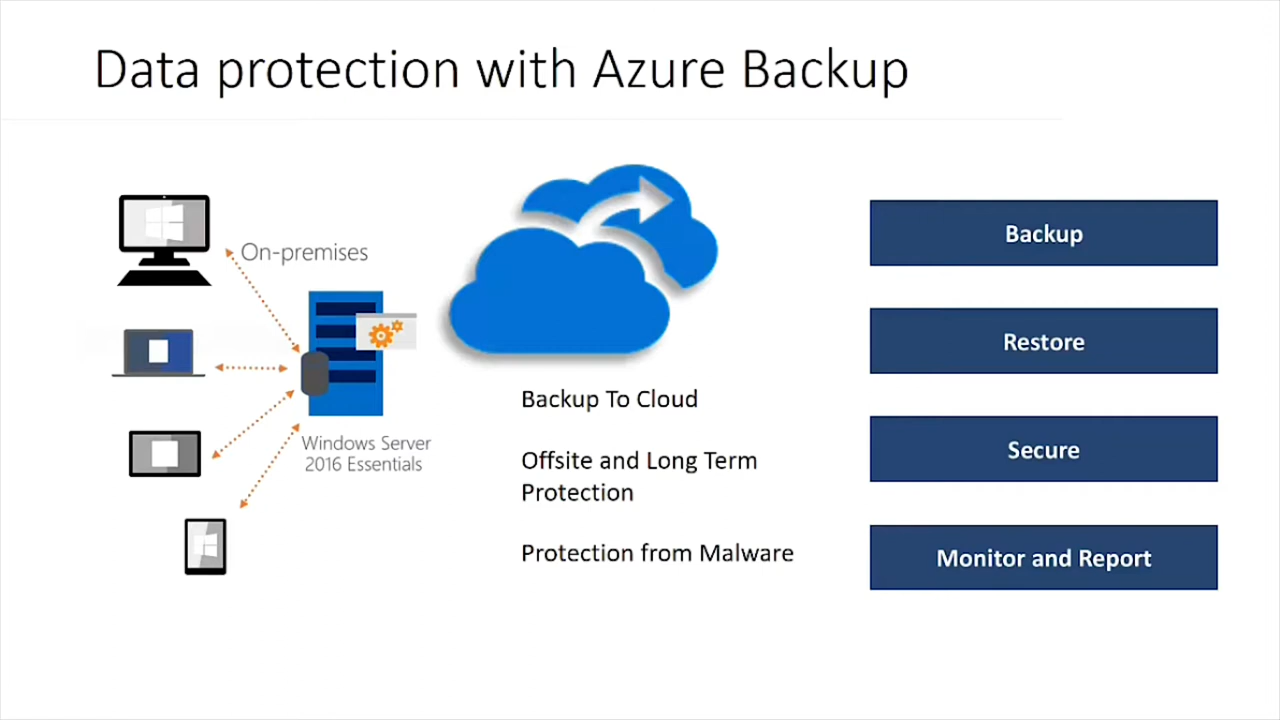 Data protection with Azure Backup
On-premises
Windows Server
2016 Essentials
Backup To Cloud
Offsite and Long Term
Protection
Protection from Malware
Backup
Restore
Secure
Monitor and Report